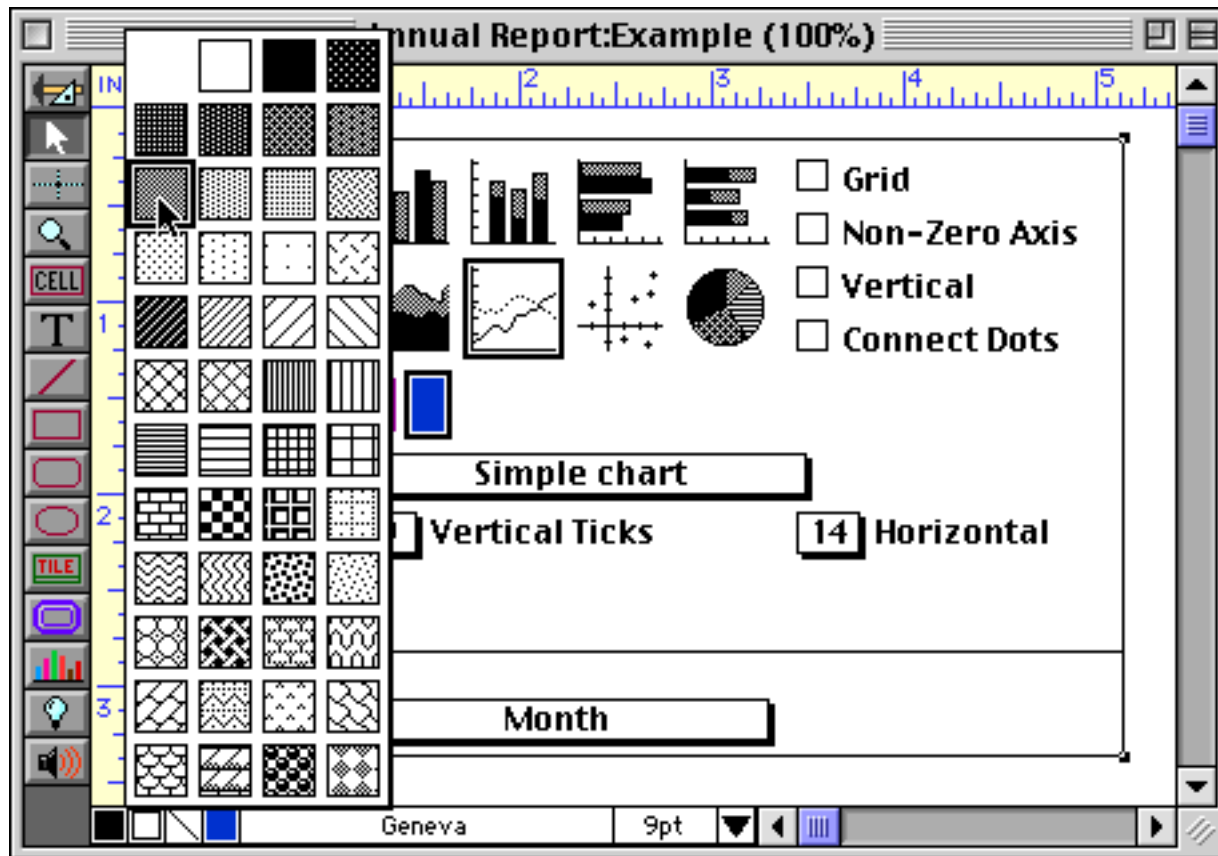 nnual Report:Example (100%)
IN
2
3
4
5
Grid
Non-Zero Axis
CELL
Vertical
T
1
Connect Dots
Simple chart
2
Vertical Ticks
14
Horizontal
TILE
3
Month
Geneva
9pt